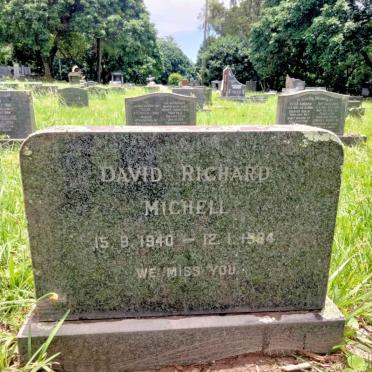 DAVID RICHARD
MICHELL
15.9.1940 – 12.1.1984
WE MISS YOU